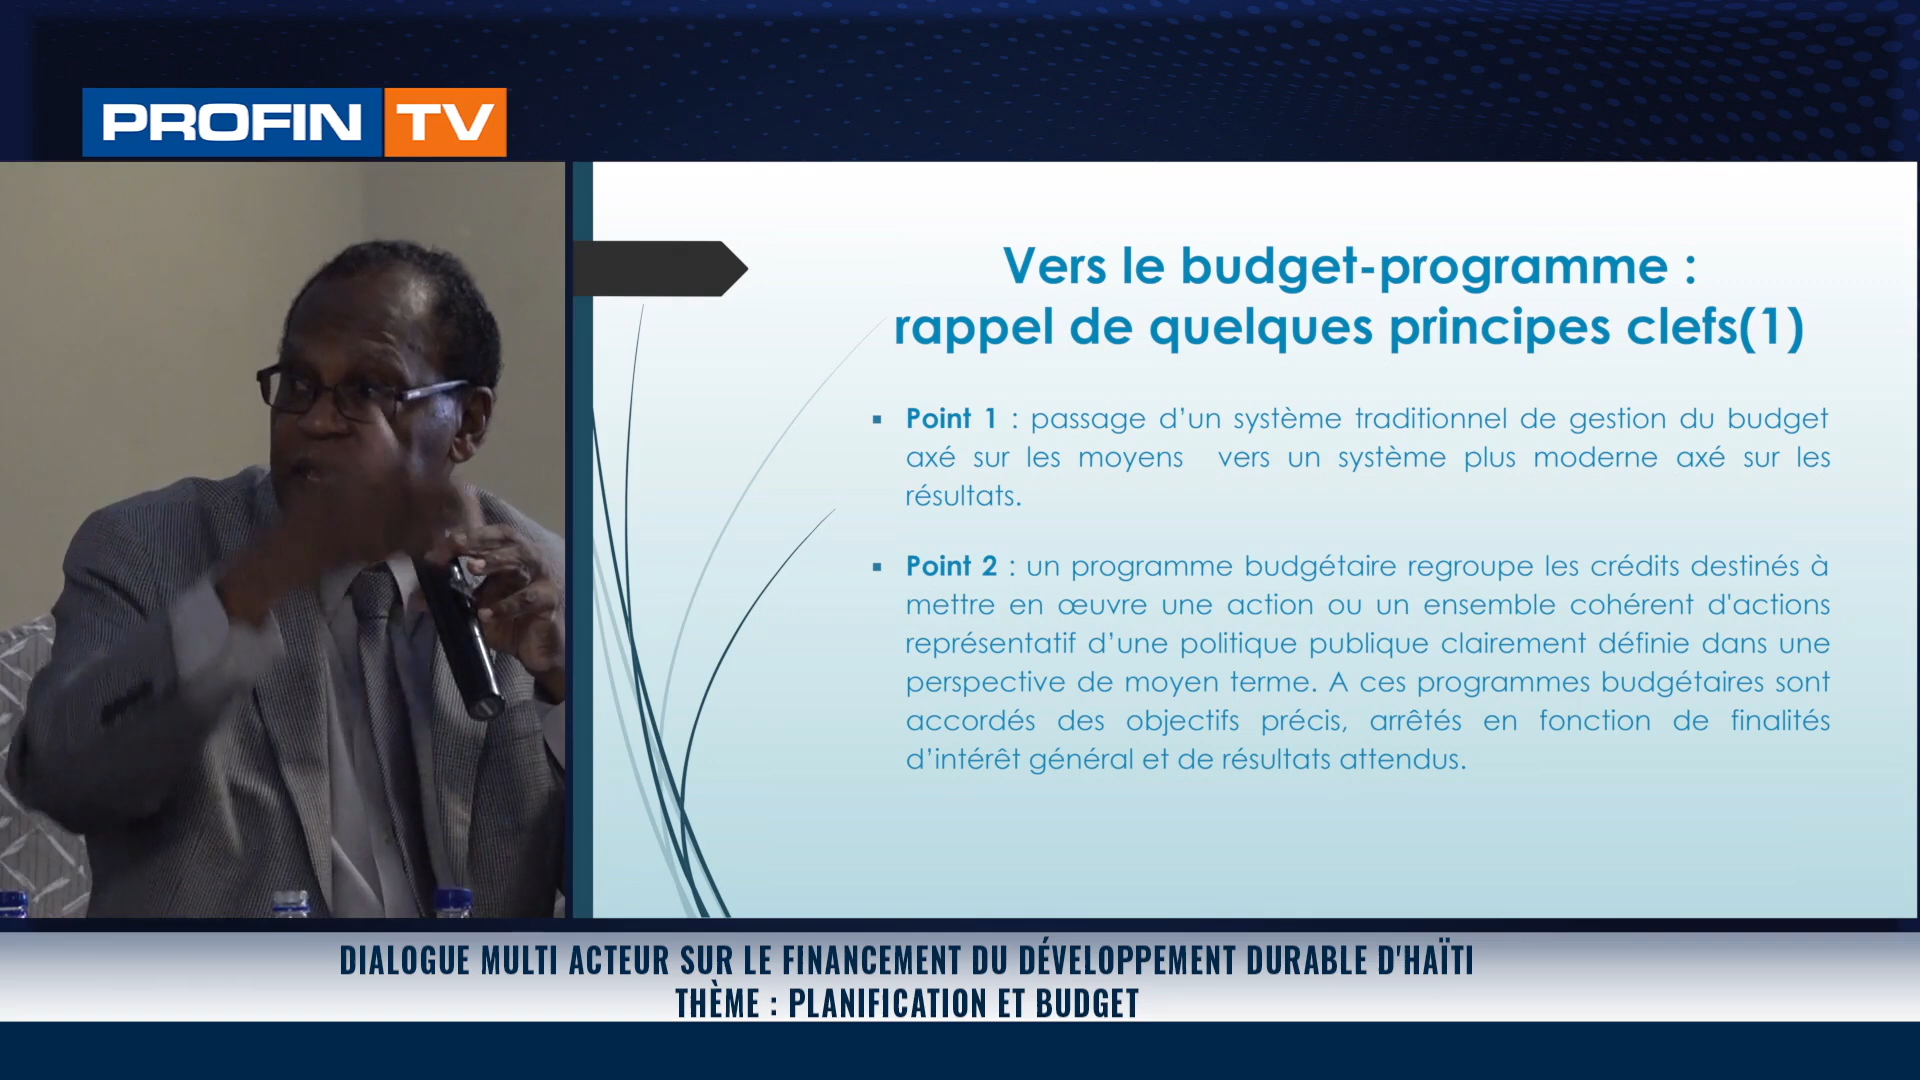 PROFIN TV
Vers le budget-programme :
rappel de quelques principes clefs(1)
▪ Point 1 : passage d’un système traditionnel de gestion du budget
axé sur les moyens vers un système plus moderne axé sur les
résultats.
▪ Point 2 : un programme budgétaire regroupe les crédits destinés à
mettre en œuvre une action ou un ensemble cohérent d'actions
représentatif d’une politique publique clairement définie dans une
perspective de moyen terme. A ces programmes budgétaires sont
accordés des objectifs précis, arrêtés en fonction de finalités
d’intérêt général et de résultats attendus.
DIALOGUE MULTI ACTEUR SUR LE FINANCEMENT DU DÉVELOPPEMENT DURABLE D'HAÏTI
THÈME : PLANIFICATION ET BUDGET